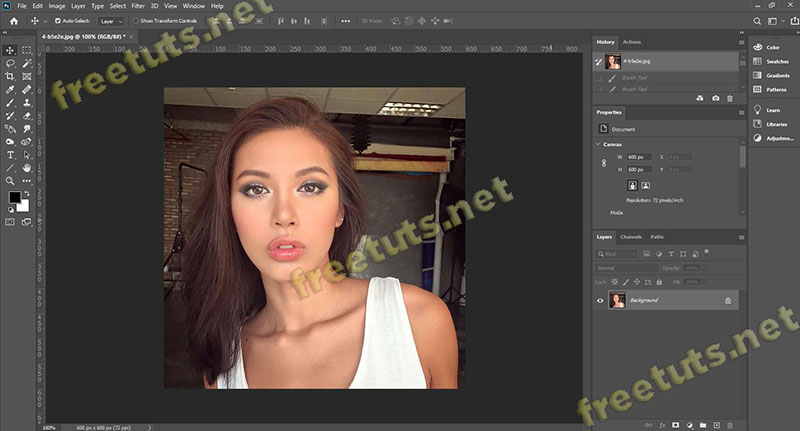 File Edit Image Layer Type Select Filter 3D View Window Help
Auto-Select: Layer Show Transform Controls 3D Mode:
4-b5e2e.jpg @ 100% (RGB/8#) *
freetuts.net
History Actions
4-b5e2e.jpg
Brush Tool
Brush Tool
Properties
Document
Canvas
W 600 px X 0 px
H 600 px Y 0 px
Resolution: 72 pixels/inch
Mode
Layers Channels Paths
Kind
Normal Opacity: 100%
Lock: Fill: 100%
Background
Color
Swatches
Gradients
Patterns
Learn
Libraries
Adjustme...
freetuts.net
freetuts.net
freetuts.net
100% 600 px x 600 px (72 ppi)